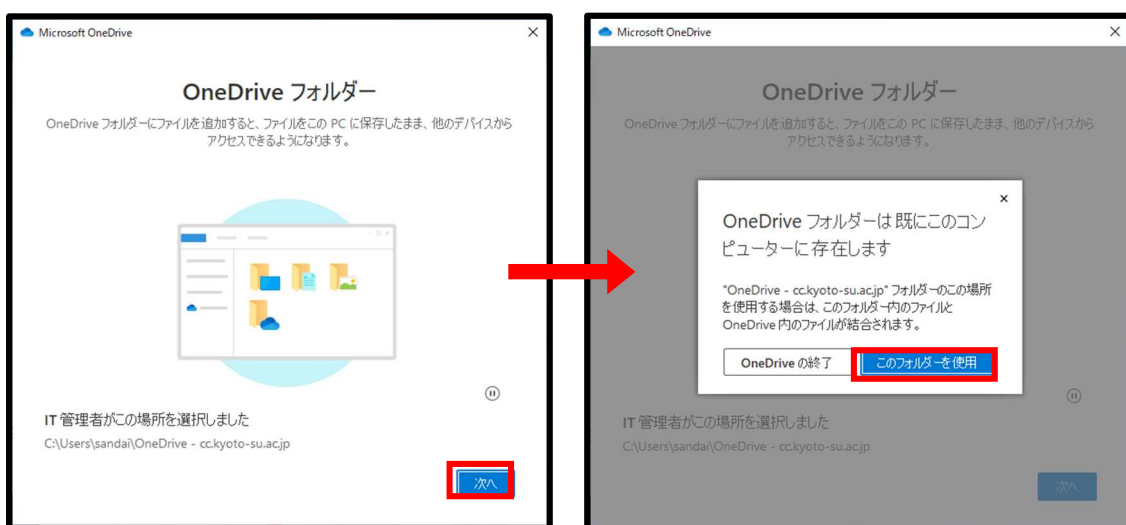 Microsoft OneDrive
OneDrive フォルダー
OneDrive フォルダーにファイルを追加すると、ファイルをこの PC に保存したまま、他のデバイスから
アクセスできるようになります。
IT 管理者がこの場所を選択しました
C:\Users\sandai\OneDrive - cc.kyoto-su.ac.jp
次へ
Microsoft OneDrive
OneDrive フォルダー
OneDrive フォルダーにファイルを追加すると、ファイルをこの PC に保存したまま、他のデバイスから
アクセスできるようになります。
OneDrive フォルダーは既にこのコン
ピューターに存在します
"OneDrive - cc.kyoto-su.ac.jp" フォルダーのこの場所
を使用する場合は、このフォルダー内のファイルと
OneDrive 内のファイルが結合されます。
OneDrive の終了
このフォルダーを使用
IT 管理者がこの場所を選択しました
C:\Users\sandai\OneDrive - cc.kyoto-su.ac.jp
次へ